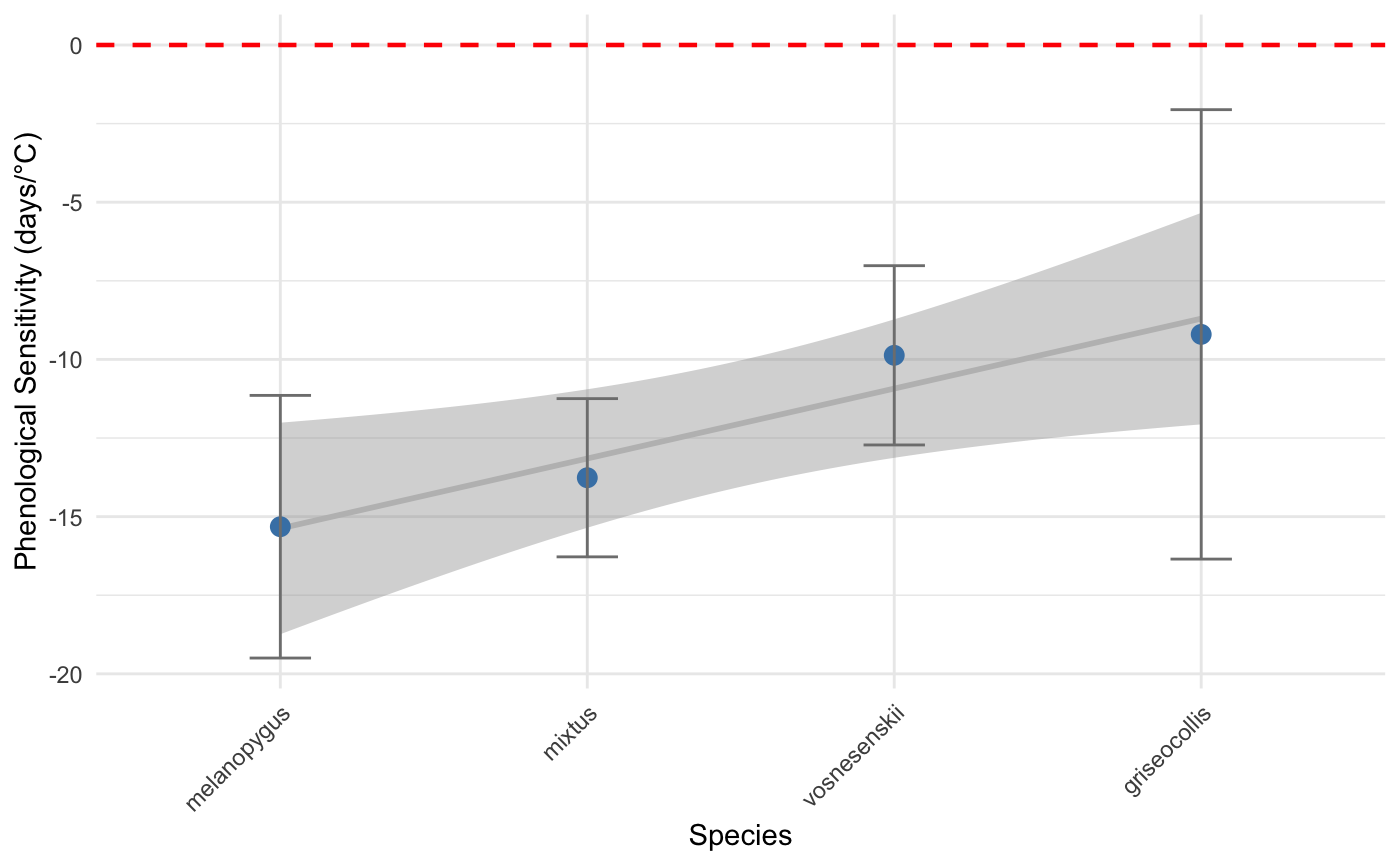 Phenological Sensitivity (days/°C)
0
-5
-10
-15
-20
melanopygus
mixtus
vosnesenskii
griseocollis
Species